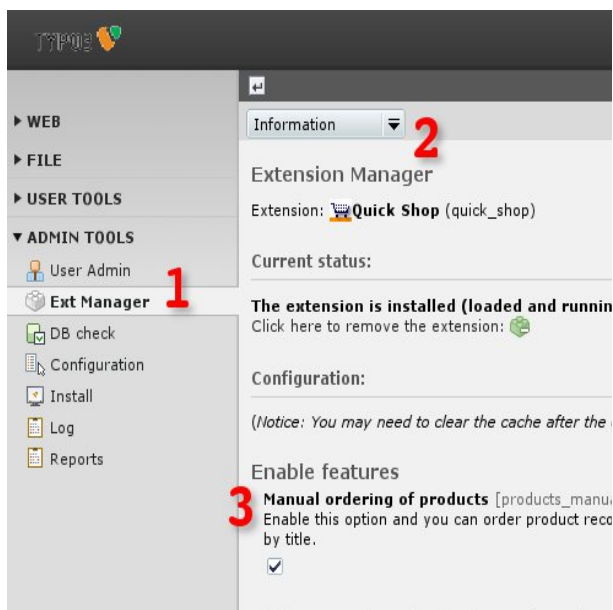 TYPO3
WEB
FILE
USER TOOLS
ADMIN TOOLS
User Admin
Ext Manager
1
DB check
Configuration
Install
Log
Reports
Information
2
Extension Manager
Extension: Quick Shop (quick_shop)
Current status:
The extension is installed (loaded and runnin
Click here to remove the extension:
Configuration:
(Notice: You may need to clear the cache after the
Enable features
3
Manual ordering of products [products_manua
Enable this option and you can order product reco
by title.